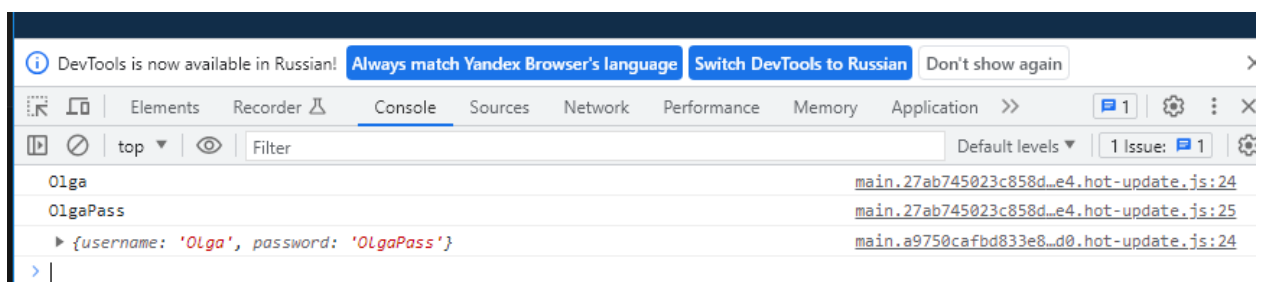 DevTools is now available in Russian! Always match Yandex Browser's language Switch DevTools to Russian Don't show again
Elements Recorder Console Sources Network Performance Memory Application 1
top Filter Default levels 1 Issue: 1
Olga main.27ab745023c858d…e4.hot-update.js:24
OlgaPass main.27ab745023c858d…e4.hot-update.js:25
{username: 'Olga', password: 'OlgaPass'} main.a9750cafbd833e8…d0.hot-update.js:24